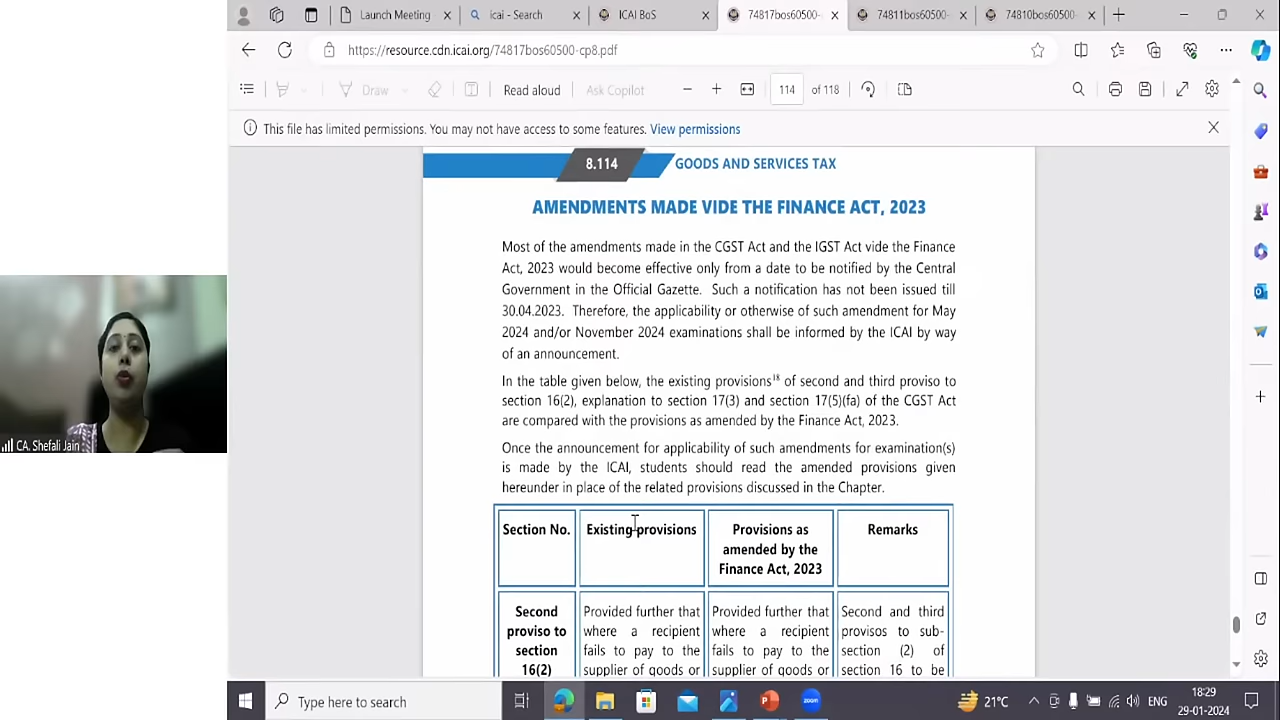 Launch Meeting
icai - Search
ICAI BoS
74817bos60500-
74811bos60500-
74810bos60500-
https://resource.cdn.icai.org/74817bos60500-cp8.pdf
Draw
Read aloud
Ask Copilot
114
of 118
This file has limited permissions. You may not have access to some features. View permissions
8.114
GOODS AND SERVICES TAX
AMENDMENTS MADE VIDE THE FINANCE ACT, 2023
Most of the amendments made in the CGST Act and the IGST Act vide the Finance
Act, 2023 would become effective only from a date to be notified by the Central
Government in the Official Gazette. Such a notification has not been issued till
30.04.2023. Therefore, the applicability or otherwise of such amendment for May
2024 and/or November 2024 examinations shall be informed by the ICAI by way
of an announcement.
In the table given below, the existing provisions¹⁸ of second and third proviso to
section 16(2), explanation to section 17(3) and section 17(5)(fa) of the CGST Act
are compared with the provisions as amended by the Finance Act, 2023.
Once the announcement for applicability of such amendments for examination(s)
is made by the ICAI, students should read the amended provisions given
hereunder in place of the related provisions discussed in the Chapter.
Section No.
Existing provisions
Provisions as
amended by the
Finance Act, 2023
Remarks
Second
proviso to
section
16(2)
Provided further that
where a recipient
fails to pay to the
supplier of goods or
Provided further that
where a recipient
fails to pay to the
supplier of goods or
Second and third
provisos to sub-
section (2) of
section 16 to be
CA. Shefali Jain
Type here to search
21°C
ENG
18:29
29-01-2024